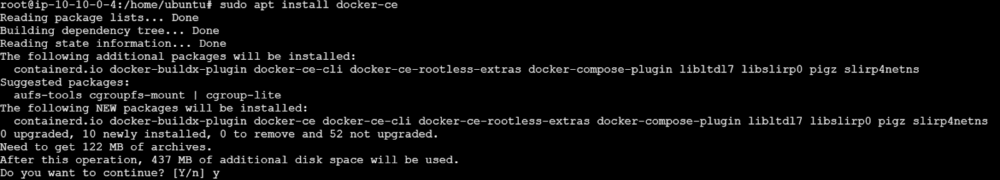 root@ip-10-10-0-4:/home/ubuntu# sudo apt install docker-ce
Reading package lists... Done
Building dependency tree... Done
Reading state information... Done
The following additional packages will be installed:
  containerd.io docker-buildx-plugin docker-ce-cli docker-ce-rootless-extras docker-compose-plugin libltdl7 libslirp0 pigz slirp4netns
Suggested packages:
  aufs-tools cgroupfs-mount | cgroup-lite
The following NEW packages will be installed:
  containerd.io docker-buildx-plugin docker-ce docker-ce-cli docker-ce-rootless-extras docker-compose-plugin libltdl7 libslirp0 pigz slirp4netns
0 upgraded, 10 newly installed, 0 to remove and 52 not upgraded.
Need to get 122 MB of archives.
After this operation, 437 MB of additional disk space will be used.
Do you want to continue? [Y/n] y